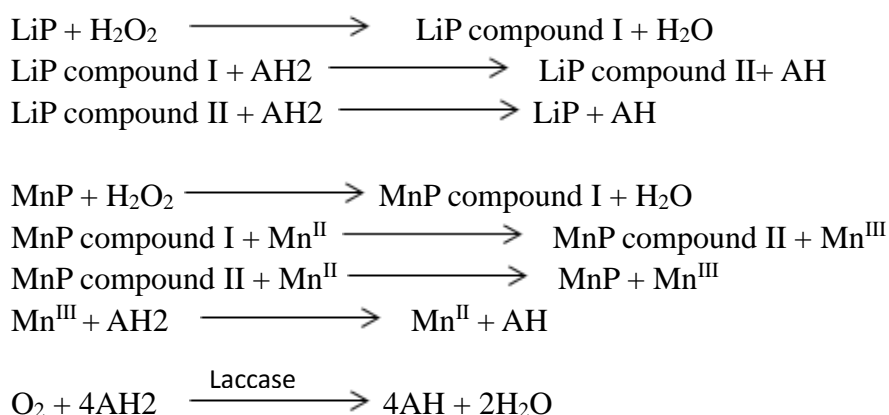 LiP + H₂O₂ ⟶ LiP compound I + H₂O
LiP compound I + AH2 ⟶ LiP compound II+ AH
LiP compound II + AH2 ⟶ LiP + AH
MnP + H₂O₂ ⟶ MnP compound I + H₂O
MnP compound I + Mnᴵᴵ ⟶ MnP compound II + Mnᴵᴵᴵ
MnP compound II + Mnᴵᴵ ⟶ MnP + Mnᴵᴵᴵ
Mnᴵᴵᴵ + AH2 ⟶ Mnᴵᴵ + AH
Laccase
O₂ + 4AH2 ⟶ 4AH + 2H₂O